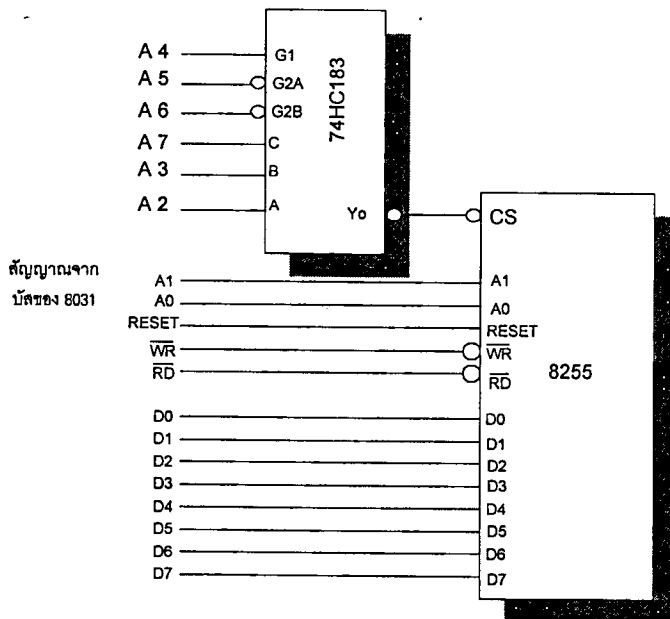 A 4
A 5
A 6
A 7
A 3
A 2
G1
G2A
G2B
C
B
A
74HC183
Yo
CS
สัญญาณจาก
บัสของ 8031
A1
A0
RESET
WR
RD
D0
D1
D2
D3
D4
D5
D6
D7
A1
A0
RESET
WR
RD
8255
D0
D1
D2
D3
D4
D5
D6
D7